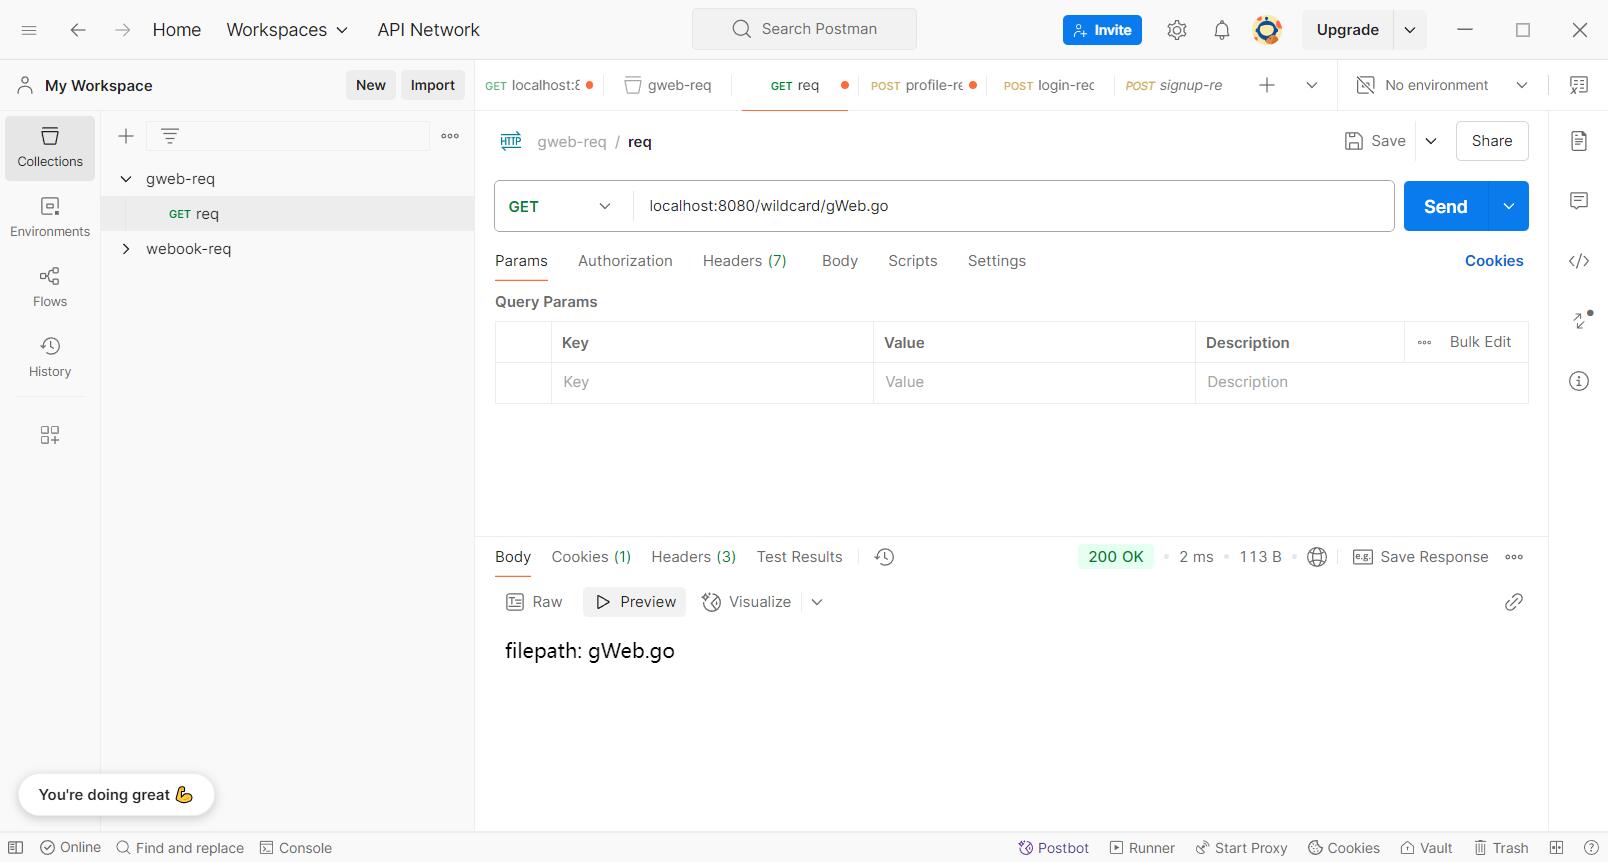 Home Workspaces API Network Search Postman Invite Upgrade
My Workspace New Import GET localhost:8 gweb-req GET req POST profile-re POST login-rec POST signup-re No environment
Collections
Environments
Flows
History
gweb-req
GET req
webook-req
HTTP gweb-req / req Save Share
GET localhost:8080/wildcard/gWeb.go Send
Params Authorization Headers (7) Body Scripts Settings Cookies
Query Params
Key Value Description Bulk Edit
Key Value Description
Body Cookies (1) Headers (3) Test Results 200 OK 2 ms 113 B e.g. Save Response
Raw Preview Visualize
filepath: gWeb.go
You're doing great 💪
Online Find and replace Console Postbot Runner Start Proxy Cookies Vault Trash